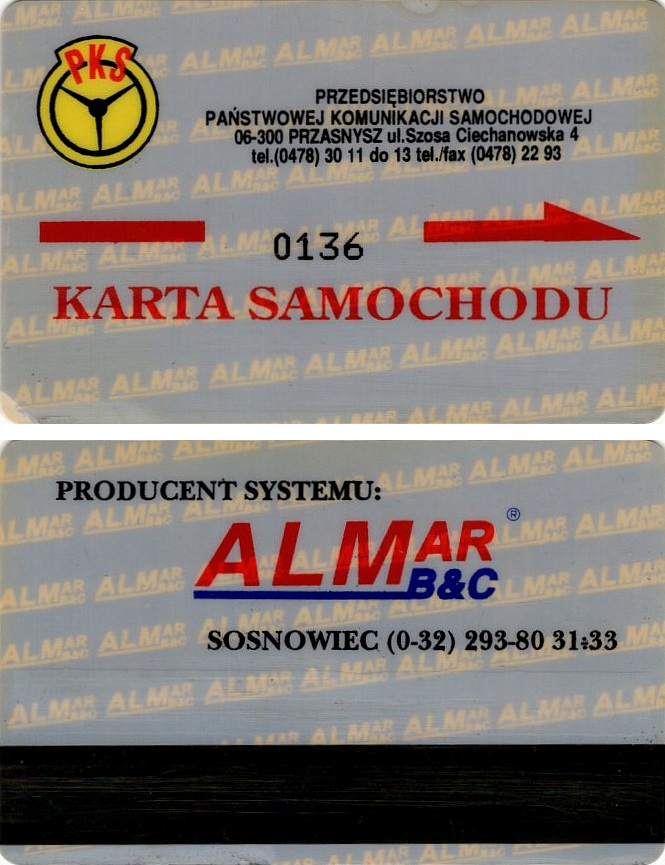 PKS
PRZEDSIĘBIORSTWO
PAŃSTWOWEJ KOMUNIKACJI SAMOCHODOWEJ
06-300 PRZASNYSZ ul.Szosa Ciechanowska 4
tel.(0478) 30 11 do 13 tel./fax (0478) 22 93
0136
KARTA SAMOCHODU
PRODUCENT SYSTEMU:
ALMAR B&C ®
SOSNOWIEC (0-32) 293-80 31÷33